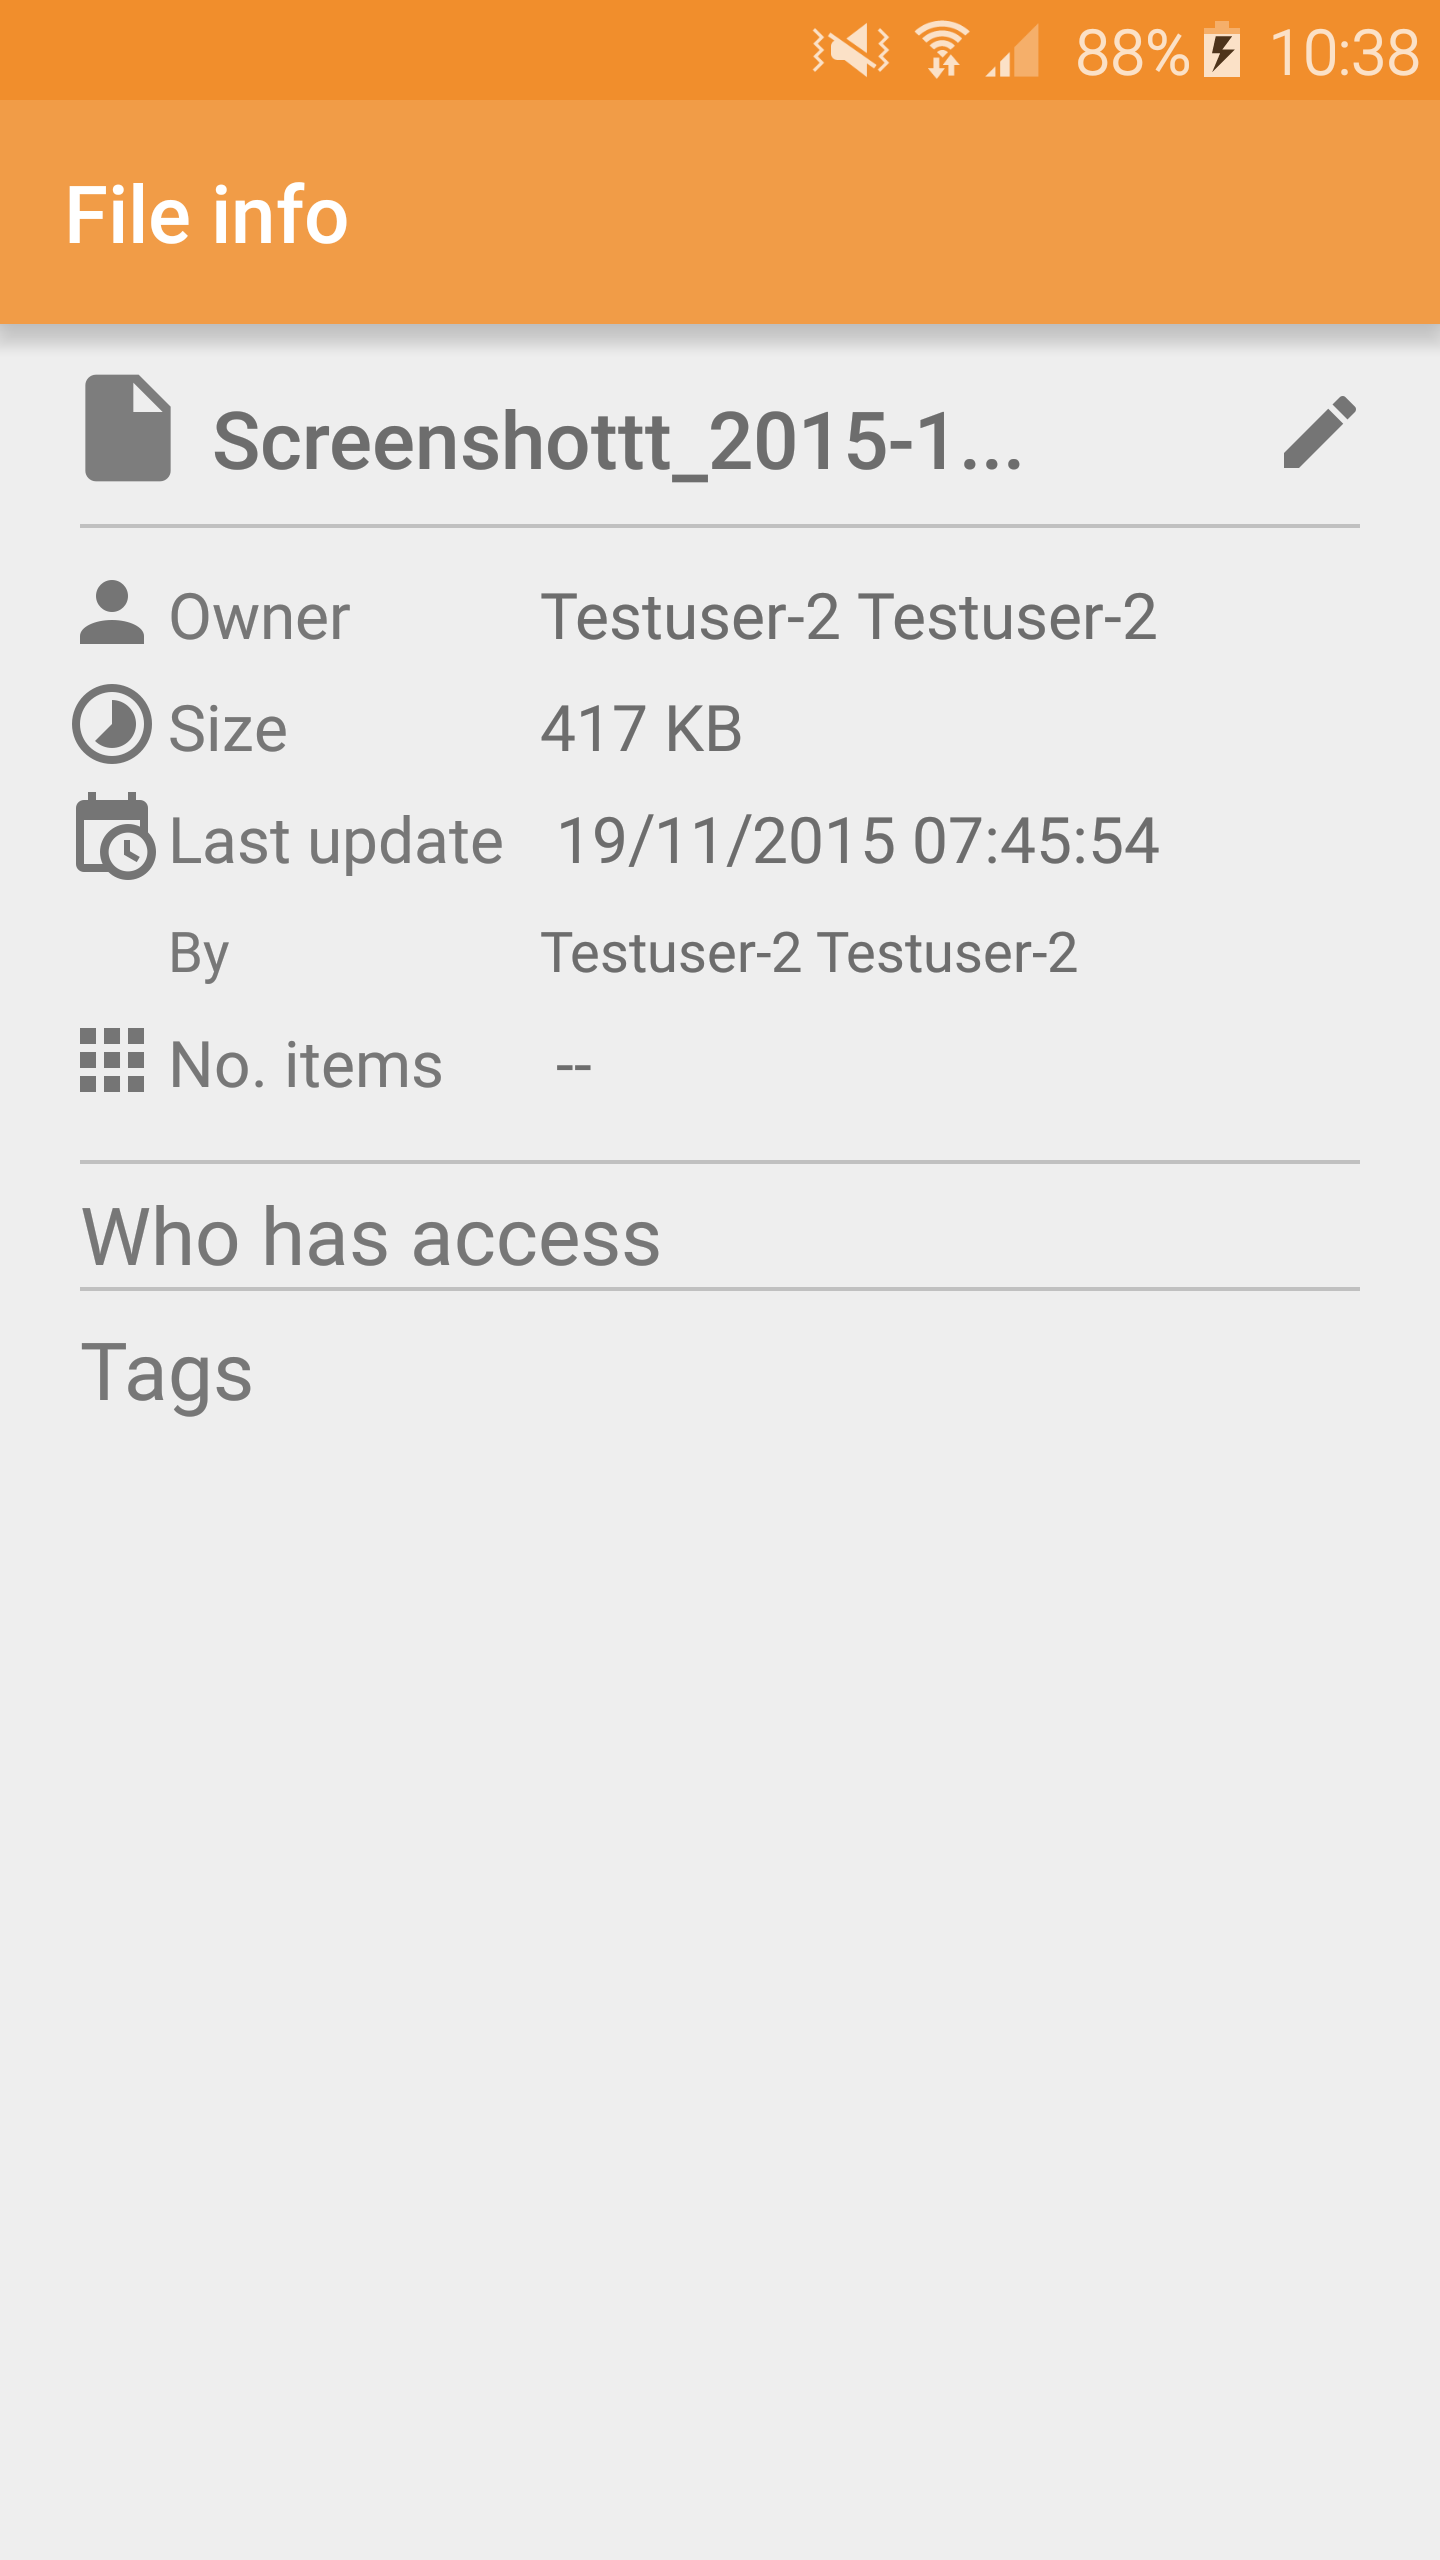 88% 10:38
File info
Screenshottt_2015-1...
Owner Testuser-2 Testuser-2
Size 417 KB
Last update 19/11/2015 07:45:54
By Testuser-2 Testuser-2
No. items --
Who has access
Tags